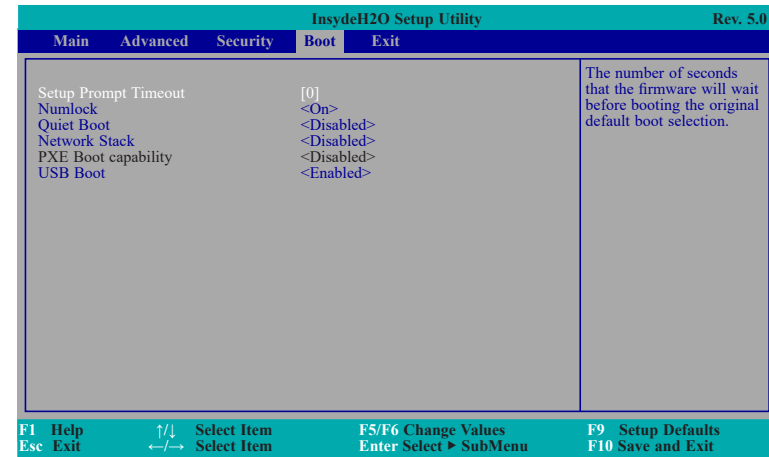 InsydeH2O Setup Utility Rev. 5.0
Main Advanced Security Boot Exit
Setup Prompt Timeout [0]
Numlock <On>
Quiet Boot <Disabled>
Network Stack <Disabled>
PXE Boot capability <Disabled>
USB Boot <Enabled>
The number of seconds
that the firmware will wait
before booting the original
default boot selection.
F1 Help ↑/↓ Select Item F5/F6 Change Values F9 Setup Defaults
Esc Exit ←/→ Select Item Enter Select ▶ SubMenu F10 Save and Exit